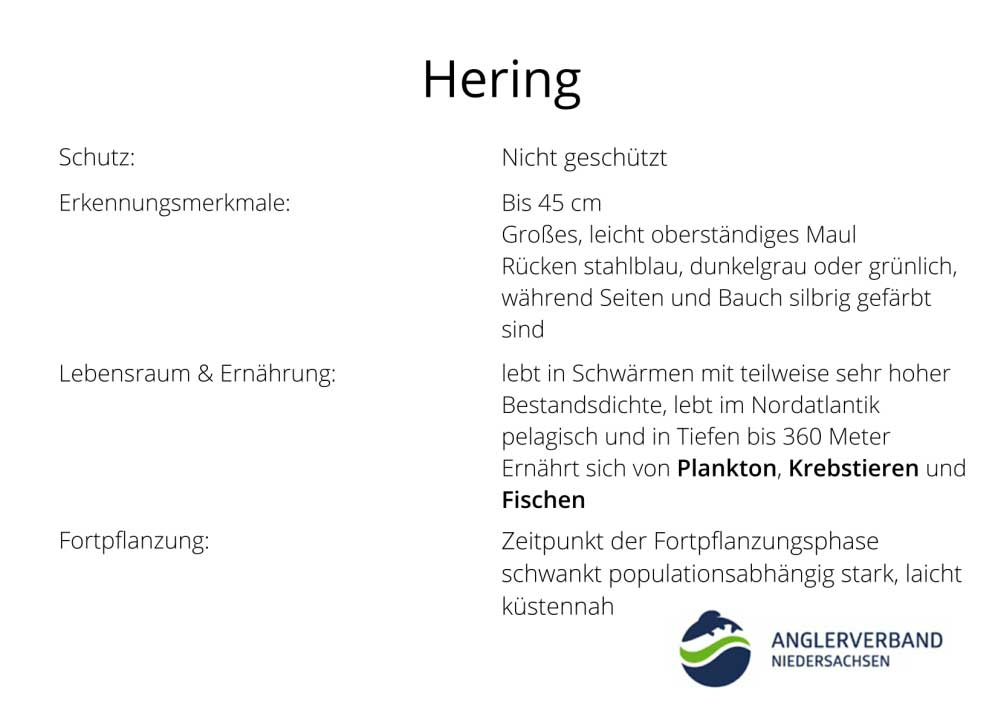 Hering
Schutz: Nicht geschützt
Erkennungsmerkmale: Bis 45 cm
Großes, leicht oberständiges Maul
Rücken stahlblau, dunkelgrau oder grünlich,
während Seiten und Bauch silbrig gefärbt
sind
Lebensraum & Ernährung: lebt in Schwärmen mit teilweise sehr hoher
Bestandsdichte, lebt im Nordatlantik
pelagisch und in Tiefen bis 360 Meter
Ernährt sich von Plankton, Krebstieren und
Fischen
Fortpflanzung: Zeitpunkt der Fortpflanzungsphase
schwankt populationsabhängig stark, laicht
küstennah
ANGLERVERBAND
NIEDERSACHSEN